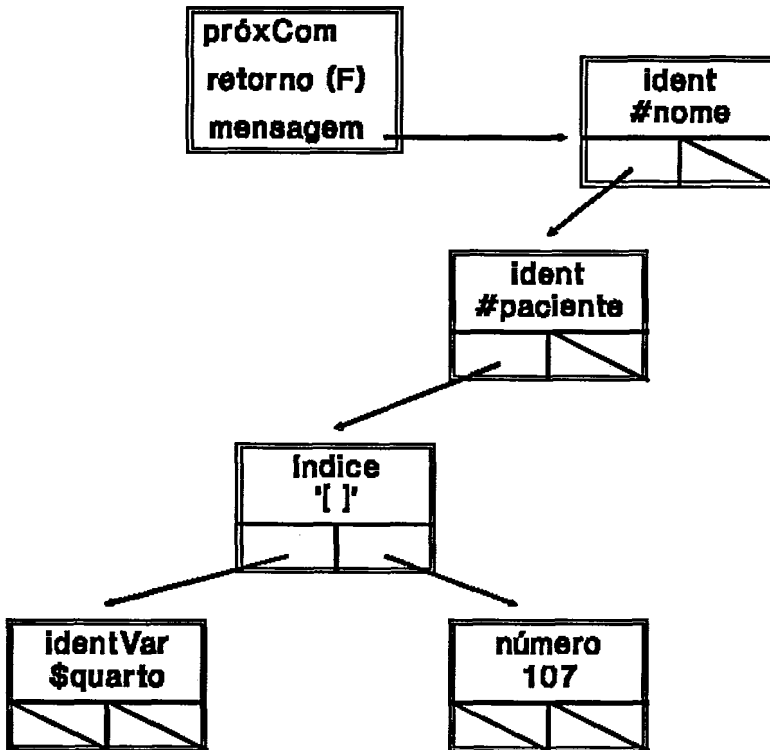 próxCom
retorno (F)
mensagem
ident
#nome
ident
#paciente
índice
'[ ]'
identVar
$quarto
número
107